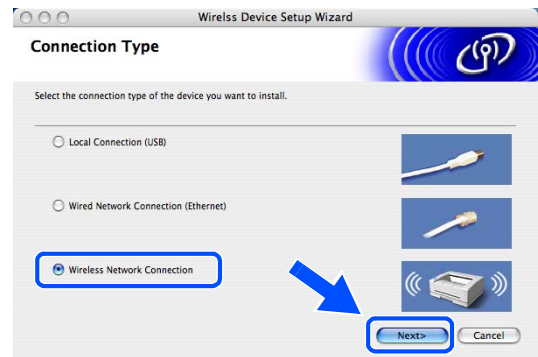 Wirelss Device Setup Wizard
Connection Type
Select the connection type of the device you want to install.
Local Connection (USB)
Wired Network Connection (Ethernet)
Wireless Network Connection
Next>
Cancel